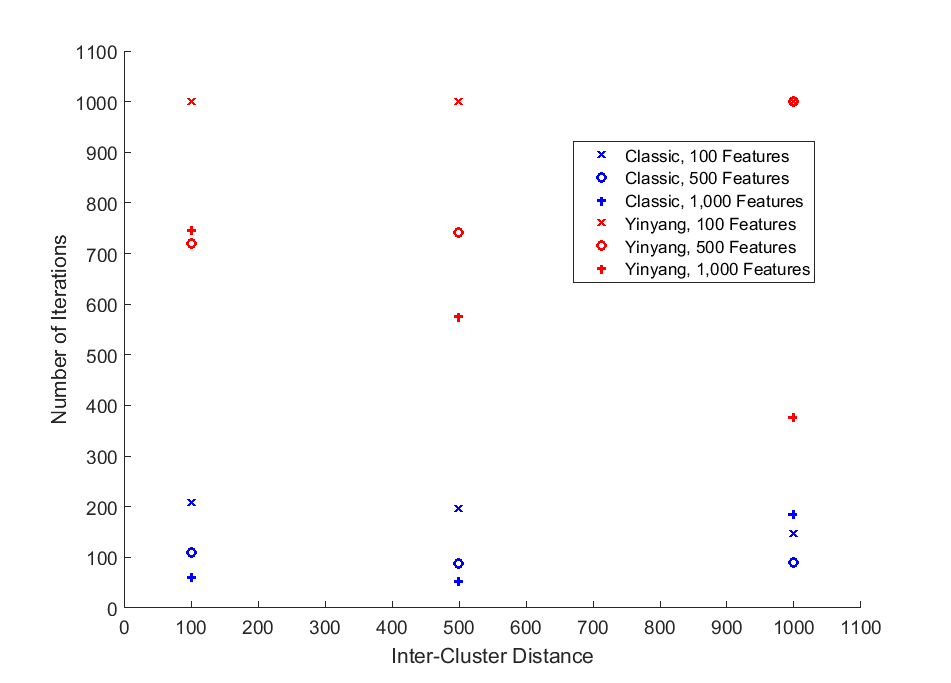 1100
1000
900
800
700
600
500
400
300
200
100
0
Number of Iterations
Classic, 100 Features
Classic, 500 Features
Classic, 1,000 Features
Yinyang, 100 Features
Yinyang, 500 Features
Yinyang, 1,000 Features
0 100 200 300 400 500 600 700 800 900 1000 1100
Inter-Cluster Distance